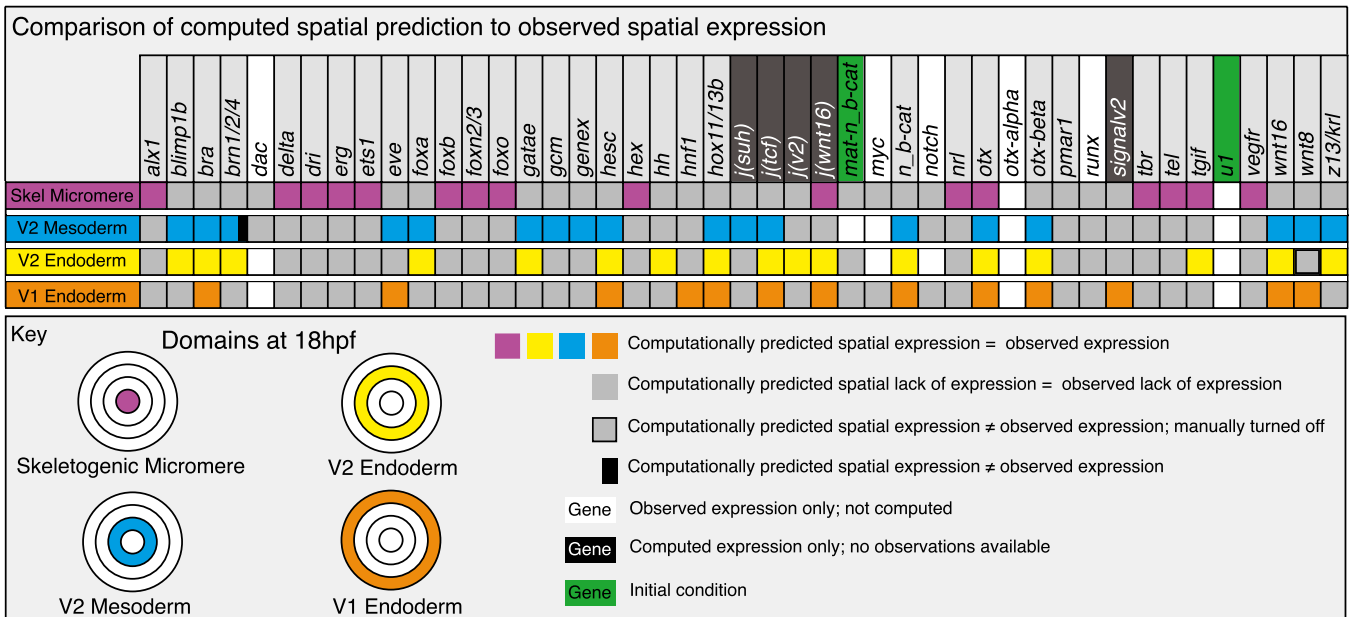 Comparison of computed spatial prediction to observed spatial expression
alx1
blimp1b
bra
brn1/2/4
dac
delta
dri
erg
ets1
eve
foxa
foxb
foxn2/3
foxo
gatae
gcm
genex
hesc
hex
hh
hnf1
hox11/13b
j(suh)
j(tcf)
j(v2)
j(wnt16)
mat-n_b-cat
myc
n_b-cat
notch
nrl
otx
otx-alpha
otx-beta
pmar1
runx
signalv2
tbr
tel
tgif
u1
vegfr
wnt16
wnt8
z13/krl
Skel Micromere
V2 Mesoderm
V2 Endoderm
V1 Endoderm
Key
Domains at 18hpf
Skeletogenic Micromere
V2 Endoderm
V2 Mesoderm
V1 Endoderm
Computationally predicted spatial expression = observed expression
Computationally predicted spatial lack of expression = observed lack of expression
Computationally predicted spatial expression ≠ observed expression; manually turned off
Computationally predicted spatial expression ≠ observed expression
Gene Observed expression only; not computed
Gene Computed expression only; no observations available
Gene Initial condition